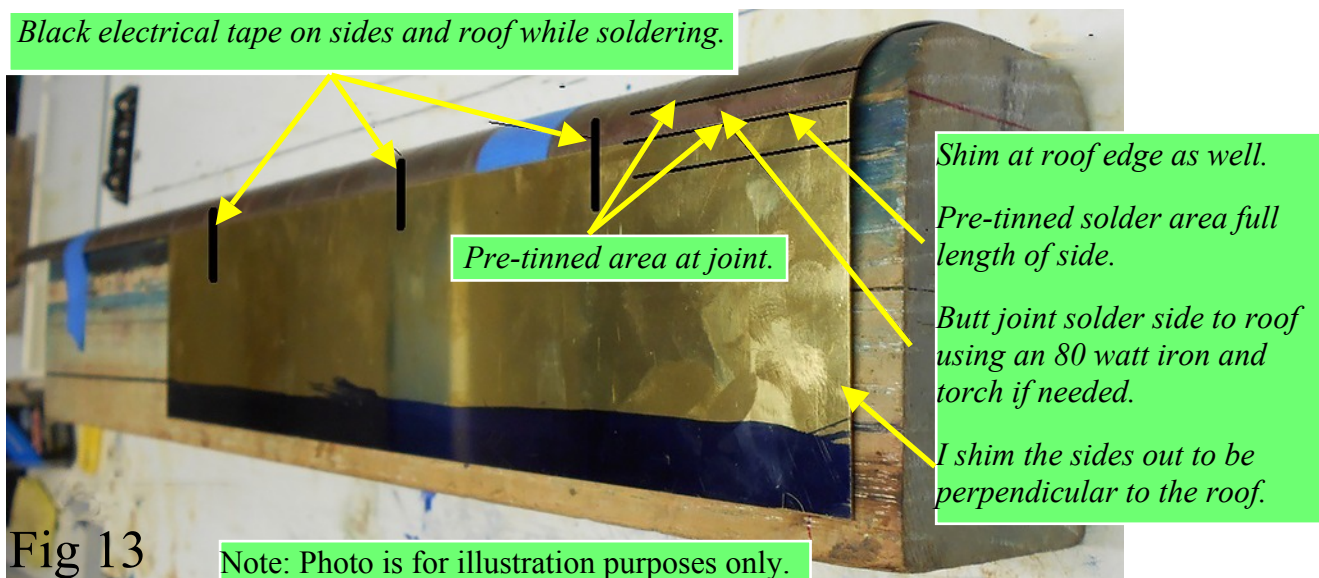 Black electrical tape on sides and roof while soldering.
Pre-tinned area at joint.
Shim at roof edge as well.
Pre-tinned solder area full
length of side.
Butt joint solder side to roof
using an 80 watt iron and
torch if needed.
I shim the sides out to be
perpendicular to the roof.
Fig 13
Note: Photo is for illustration purposes only.